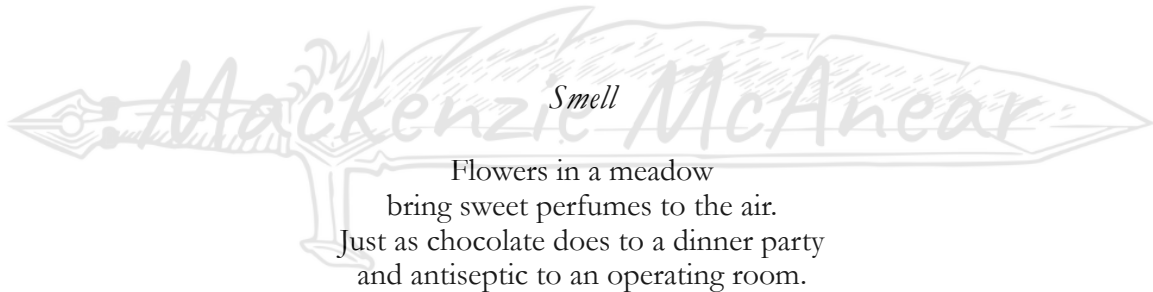 Mackenzie McAnear
Smell
Flowers in a meadow
bring sweet perfumes to the air.
Just as chocolate does to a dinner party
and antiseptic to an operating room.